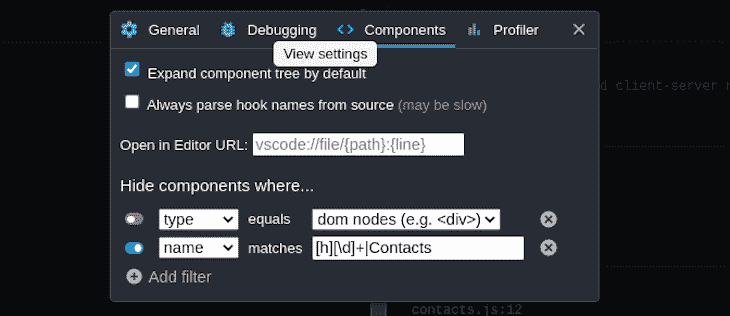 General Debugging Components Profiler
View settings
Expand component tree by default
d client-server r
Always parse hook names from source (may be slow)
Open in Editor URL: vscode://file/{path}:{line}
Hide components where...
type equals dom nodes (e.g. <div>)
name matches [h][\d]+|Contacts
Add filter
contacts.js:12